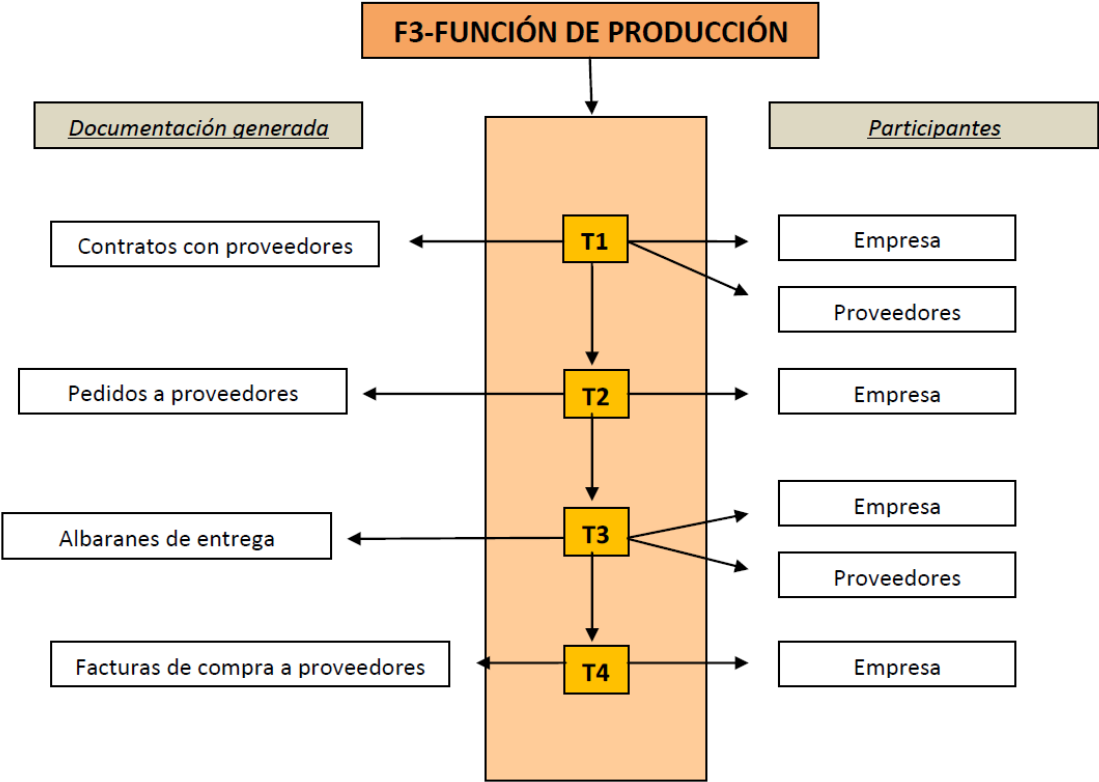 F3-FUNCIÓN DE PRODUCCIÓN
Documentación generada
Participantes
Contratos con proveedores
T1
Empresa
Proveedores
Pedidos a proveedores
T2
Empresa
Albaranes de entrega
T3
Empresa
Proveedores
Facturas de compra a proveedores
T4
Empresa